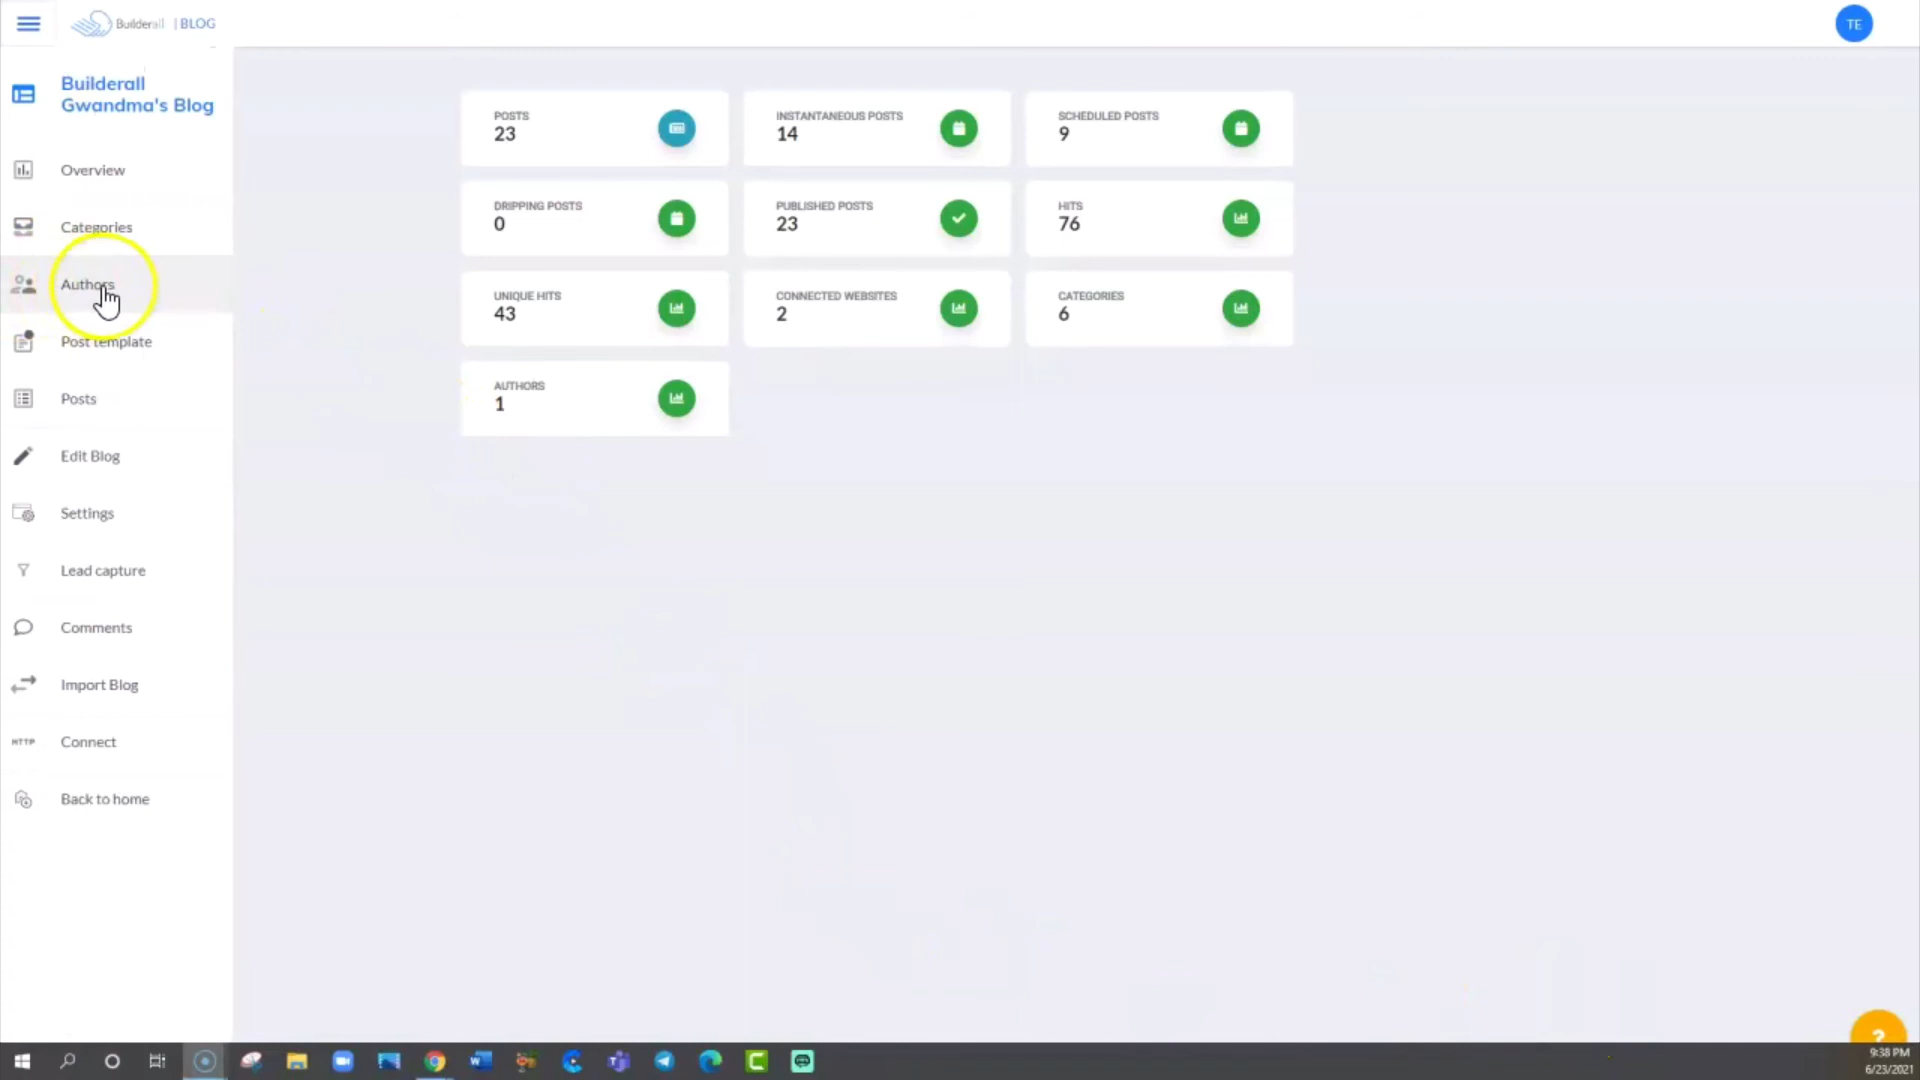 Builderall | BLOG
TE
Builderall
Gwandma's Blog
Overview
Categories
Authors
Post template
Posts
Edit Blog
Settings
Lead capture
Comments
Import Blog
HTTP Connect
Back to home
POSTS
23
INSTANTANEOUS POSTS
14
SCHEDULED POSTS
9
DRIPPING POSTS
0
PUBLISHED POSTS
23
HITS
76
UNIQUE HITS
43
CONNECTED WEBSITES
2
CATEGORIES
6
AUTHORS
1
?
9:38 PM
6/23/2021